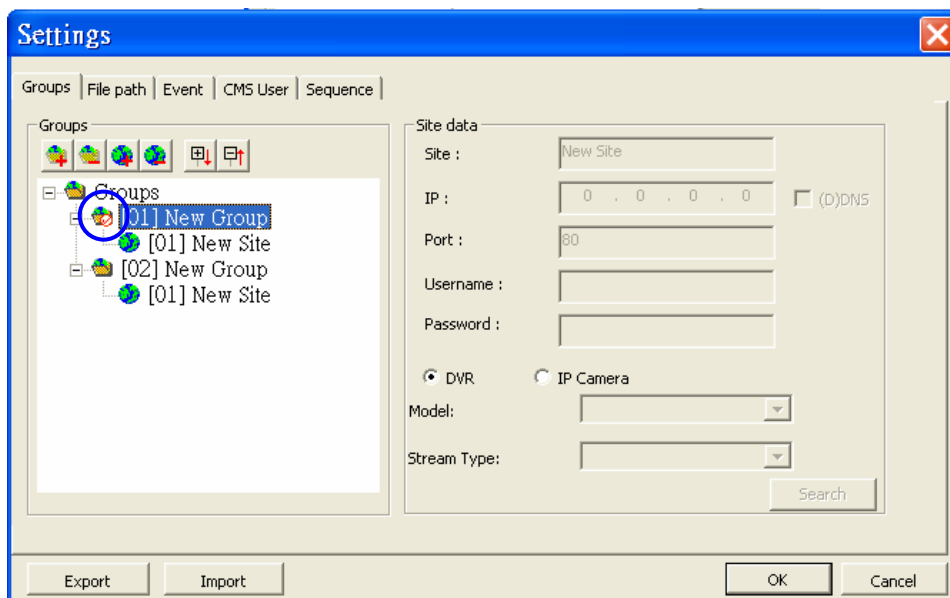 Settings
Groups File path Event CMS User Sequence
Groups
Groups
[01] New Group
[01] New Site
[02] New Group
[01] New Site
Site data
Site : New Site
IP : 0 . 0 . 0 . 0 (D)DNS
Port : 80
Username :
Password :
DVR IP Camera
Model:
Stream Type:
Search
Export Import OK Cancel